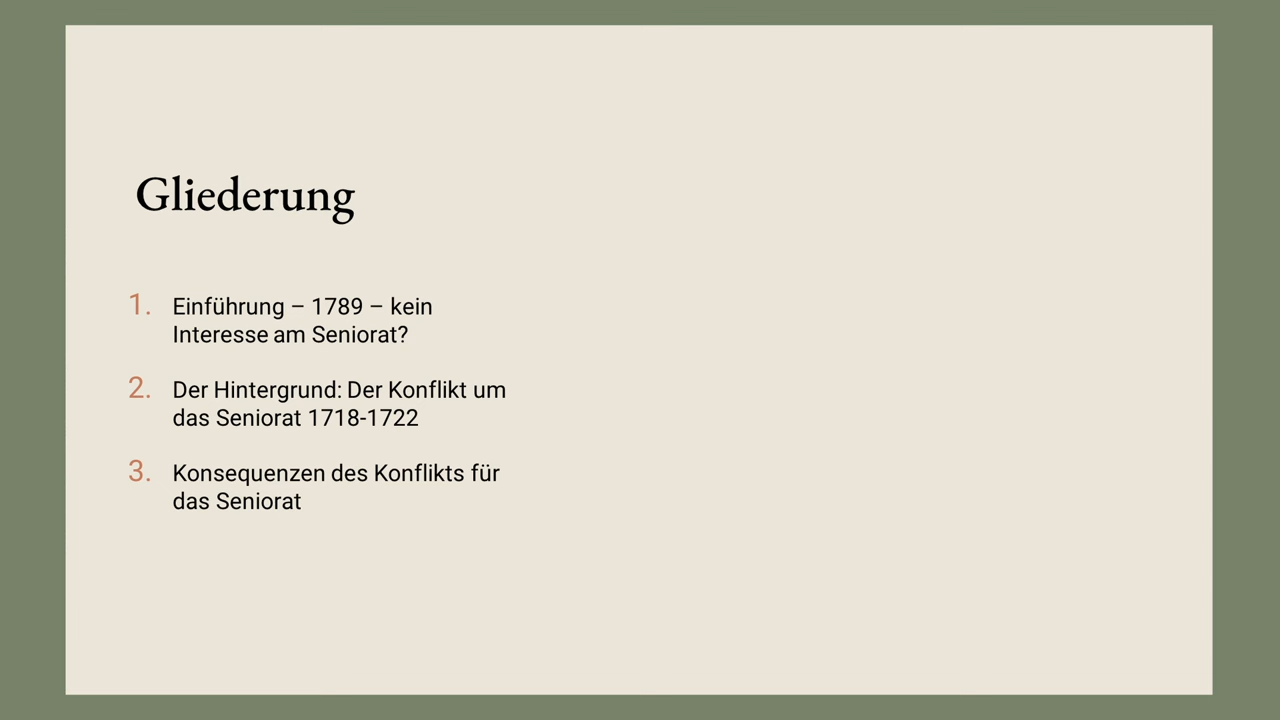 Gliederung
1. Einführung – 1789 – kein
Interesse am Seniorat?
2. Der Hintergrund: Der Konflikt um
das Seniorat 1718-1722
3. Konsequenzen des Konflikts für
das Seniorat